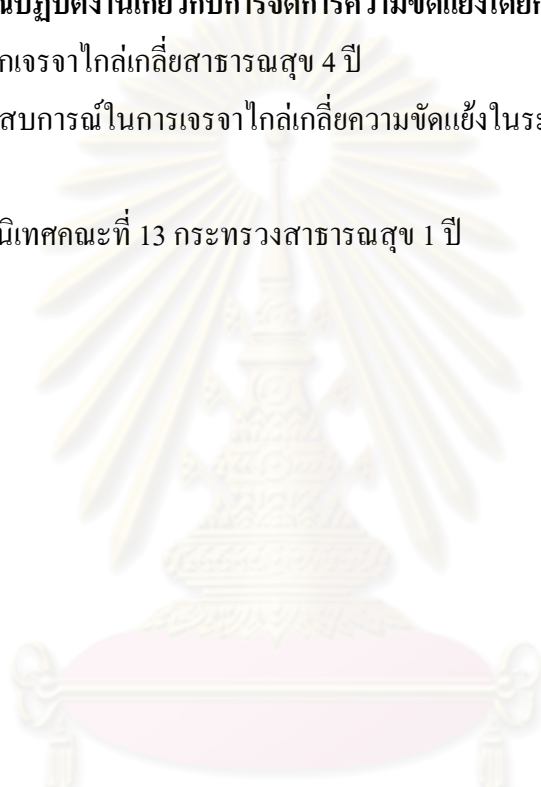 ณปฏิบัติงานเกี่ยวกับการจัดการความขัดแย้งโดยก
กเจรจาไกล่เกลี่ยสาธารณสุข 4 ปี
สบการณ์ในการเจรจาไกล่เกลี่ยความขัดแย้งในระ
นิเทศคณะที่ 13 กระทรวงสาธารณสุข 1 ปี